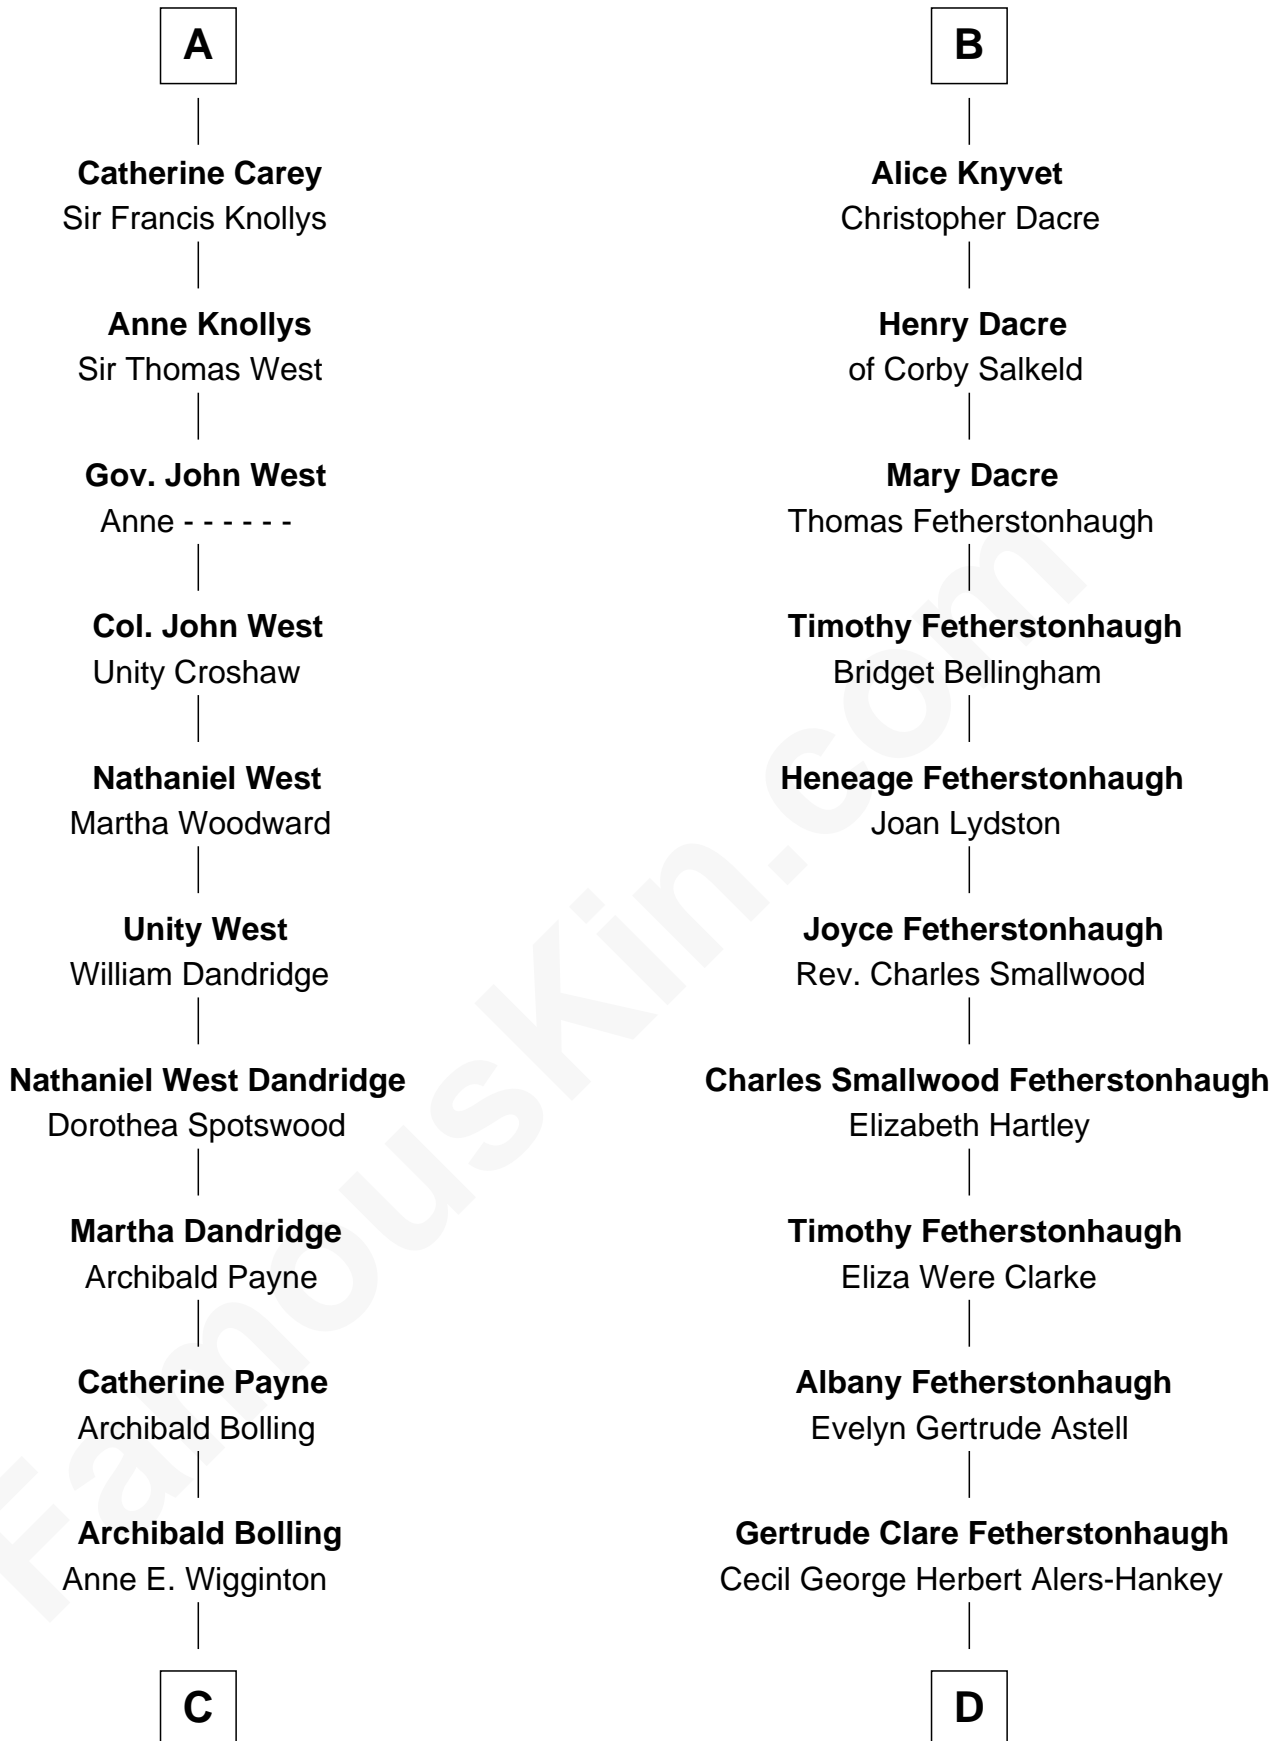 A
Catherine Carey
Sir Francis Knollys
Anne Knollys
Sir Thomas West
Gov. John West
Anne - - - - - -
Col. John West
Unity Croshaw
Nathaniel West
Martha Woodward
Unity West
William Dandridge
Nathaniel West Dandridge
Dorothea Spotswood
Martha Dandridge
Archibald Payne
Catherine Payne
Archibald Bolling
Archibald Bolling
Anne E. Wigginton
C
B
Alice Knyvet
Christopher Dacre
Henry Dacre
of Corby Salkeld
Mary Dacre
Thomas Fetherstonhaugh
Timothy Fetherstonhaugh
Bridget Bellingham
Heneage Fetherstonhaugh
Joan Lydston
Joyce Fetherstonhaugh
Rev. Charles Smallwood
Charles Smallwood Fetherstonhaugh
Elizabeth Hartley
Timothy Fetherstonhaugh
Eliza Were Clarke
Albany Fetherstonhaugh
Evelyn Gertrude Astell
Gertrude Clare Fetherstonhaugh
Cecil George Herbert Alers-Hankey
D
FamousKin.com